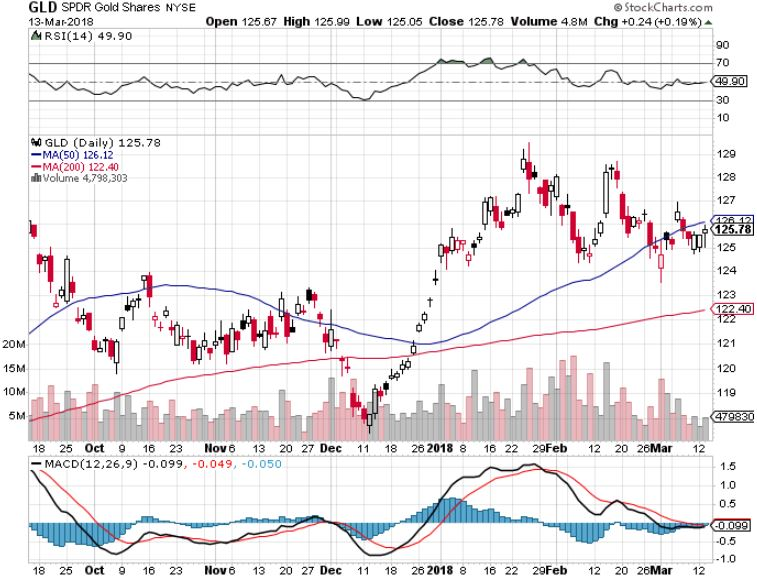 GLD SPDR Gold Shares NYSE © StockCharts.com
13-Mar-2018 Open 125.67 High 125.99 Low 125.05 Close 125.78 Volume 4.8M Chg +0.24 (+0.19%) ▲
RSI(14) 49.90
90
70
49.90
30
10
GLD (Daily) 125.78
MA(50) 126.12
MA(200) 122.40
Volume 4,798,303
129
128
127
126.12
125.78
125
124
123
122.40
122
121
120
119
20M
15M
10M
5M
479830
18 25 Oct 9 16 23 Nov 6 13 20 27 Dec 11 18 26 2018 8 16 22 29 Feb 12 20 26 Mar 12
MACD(12,26,9) -0.099, -0.049, -0.050
1.5
1.0
0.5
-0.099
-0.5
-1.0
18 25 Oct 9 16 23 Nov 6 13 20 27 Dec 11 18 26 2018 8 16 22 29 Feb 12 20 26 Mar 12